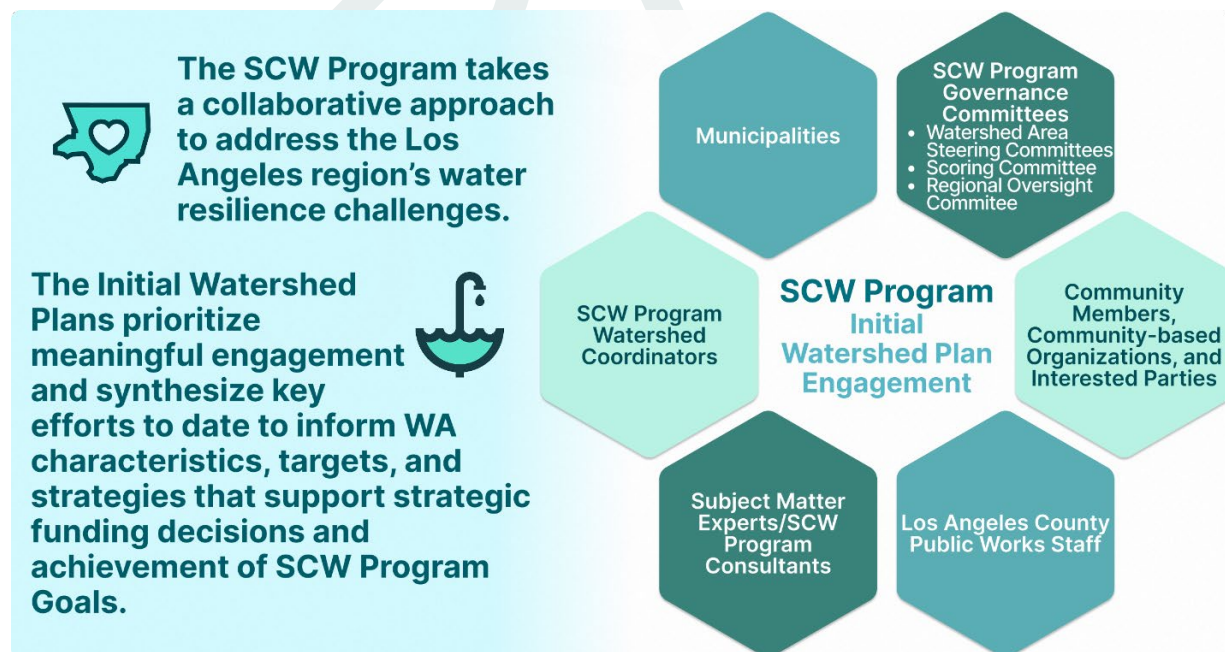 The SCW Program takes
a collaborative approach
to address the Los
Angeles region's water
resilience challenges.
The Initial Watershed
Plans prioritize
meaningful engagement
and synthesize key
efforts to date to inform WA
characteristics, targets, and
strategies that support strategic
funding decisions and
achievement of SCW Program
Goals.
Municipalities
SCW Program
Governance
Committees
• Watershed Area
Steering Committees
• Scoring Committee
• Regional Oversight
Commitee
SCW Program
Watershed
Coordinators
SCW Program
Initial
Watershed Plan
Engagement
Community
Members,
Community-based
Organizations, and
Interested Parties
Subject Matter
Experts/SCW
Program
Consultants
Los Angeles County
Public Works Staff